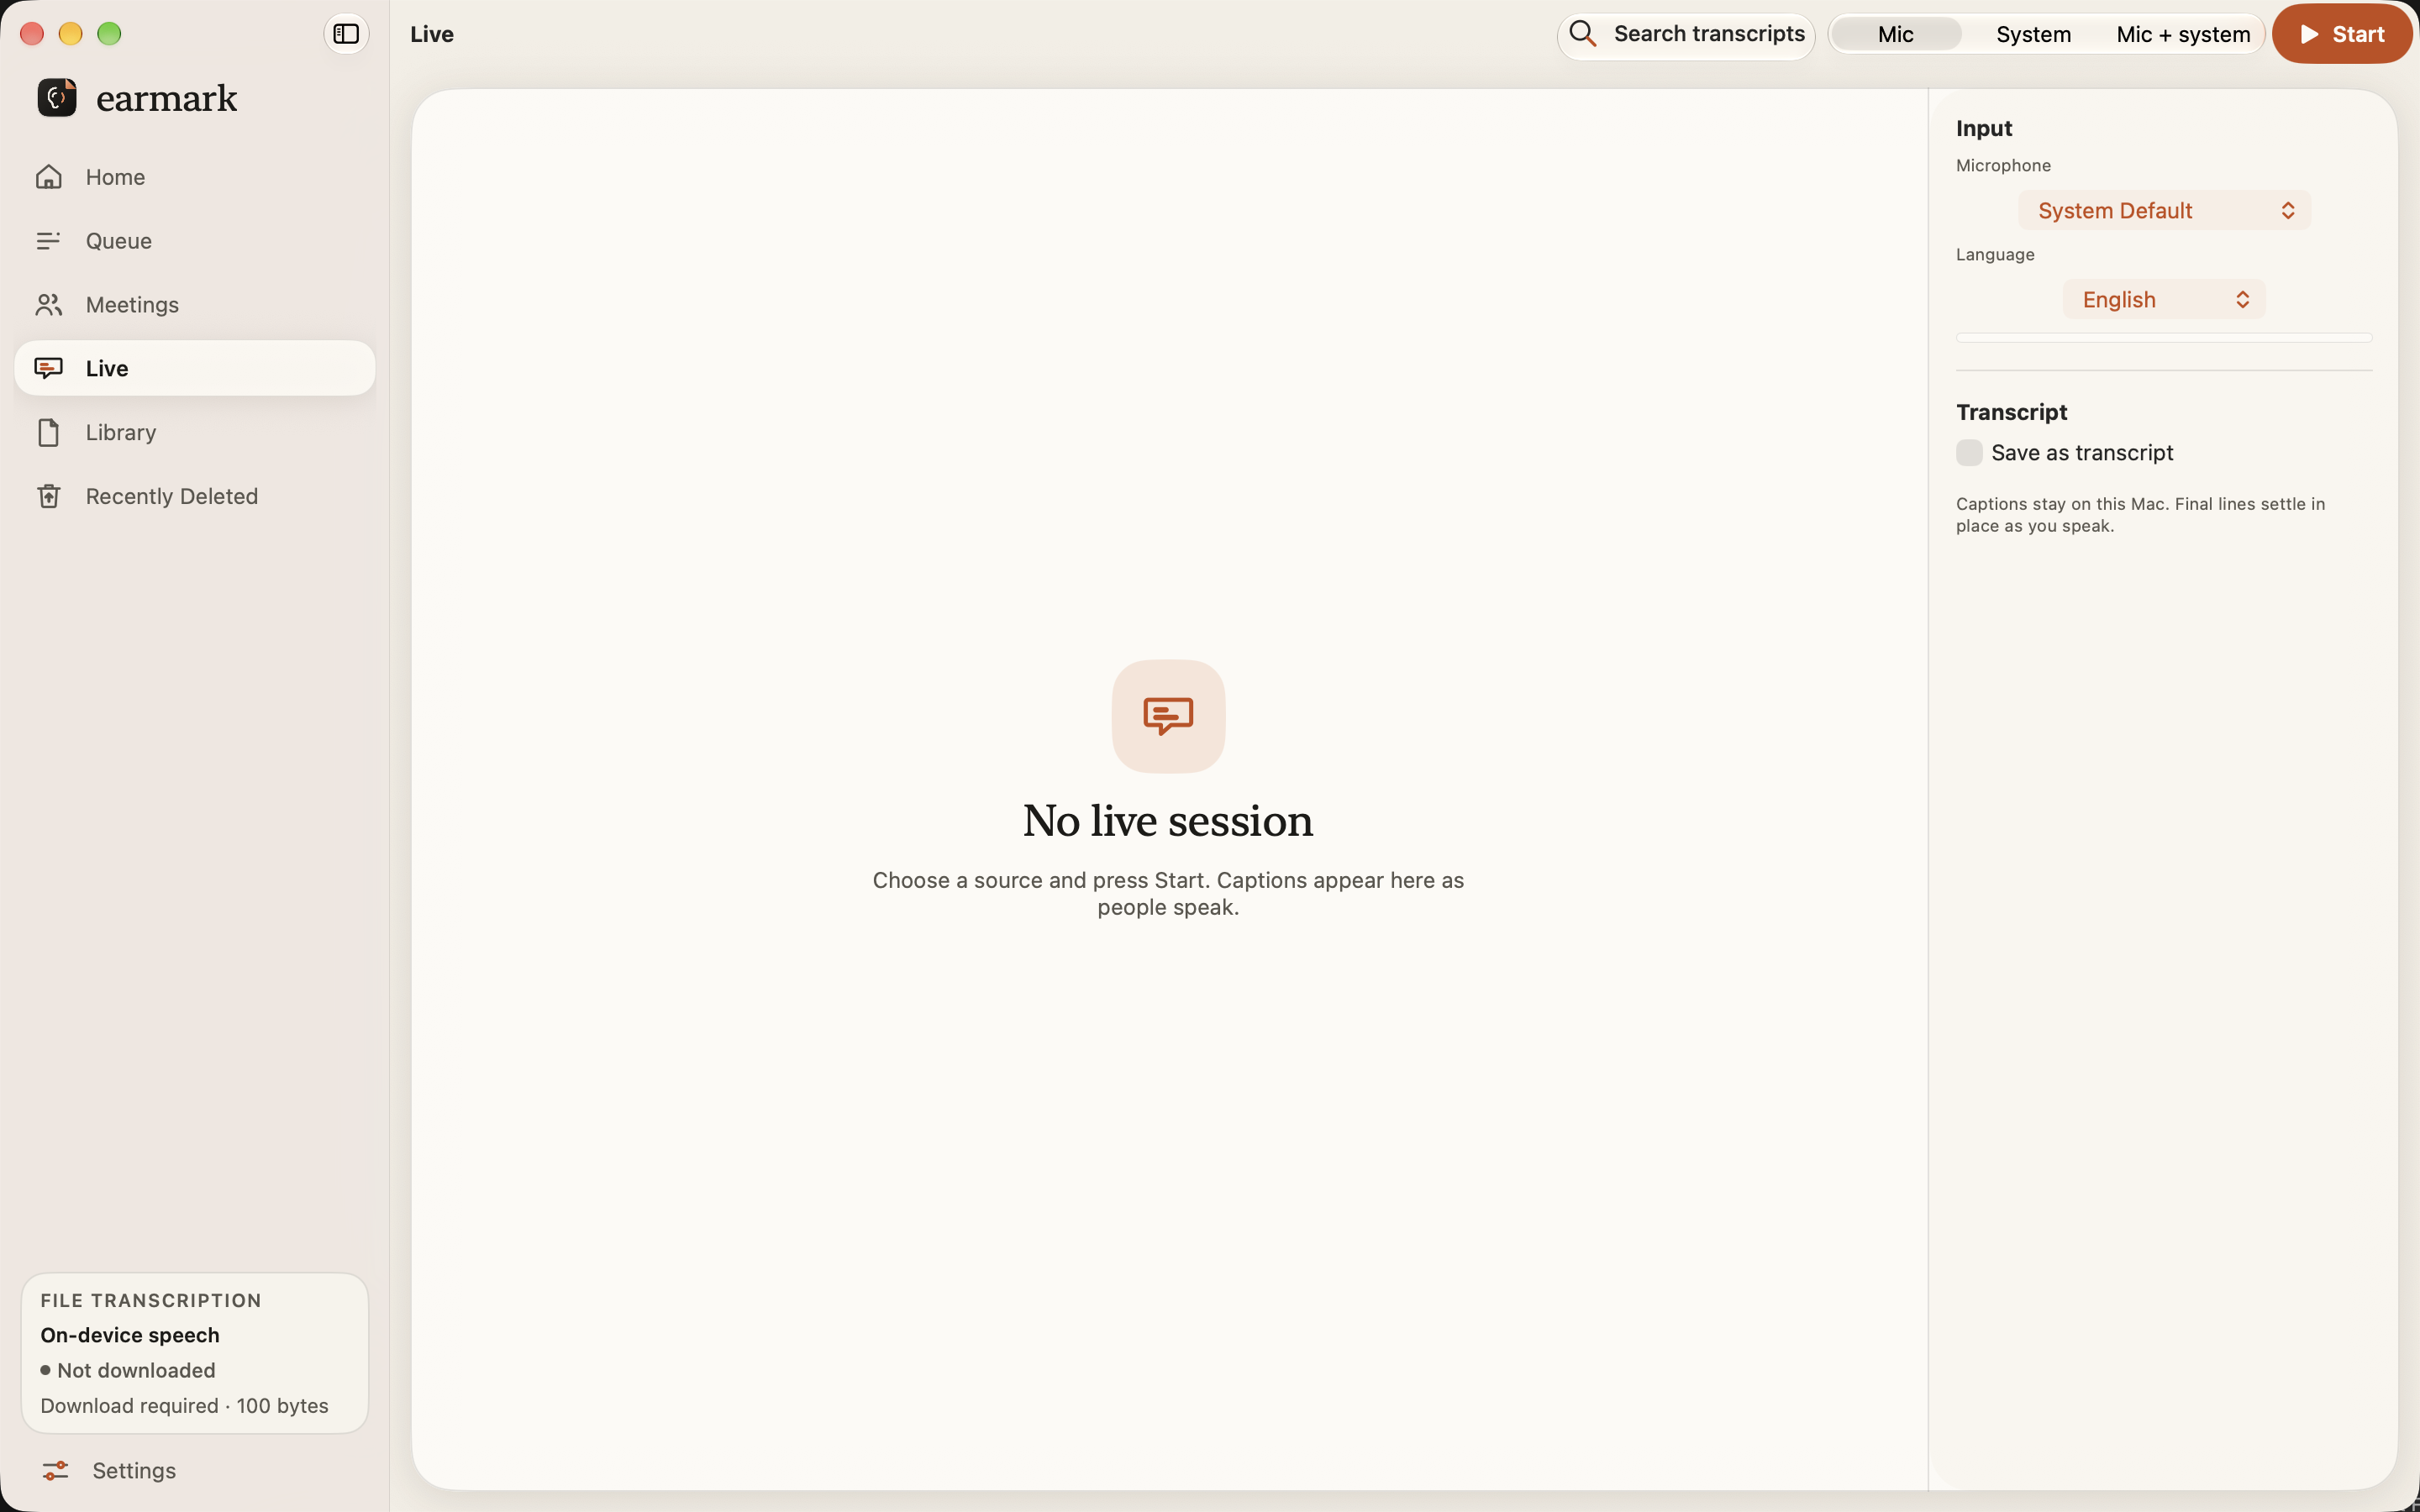 Live
Search transcripts
Mic
System
Mic + system
Start
earmark
Home
Queue
Meetings
Live
Library
Recently Deleted
FILE TRANSCRIPTION
On-device speech
Not downloaded
Download required · 100 bytes
Settings
No live session
Choose a source and press Start. Captions appear here as
people speak.
Input
Microphone
System Default
Language
English
Transcript
Save as transcript
Captions stay on this Mac. Final lines settle in
place as you speak.